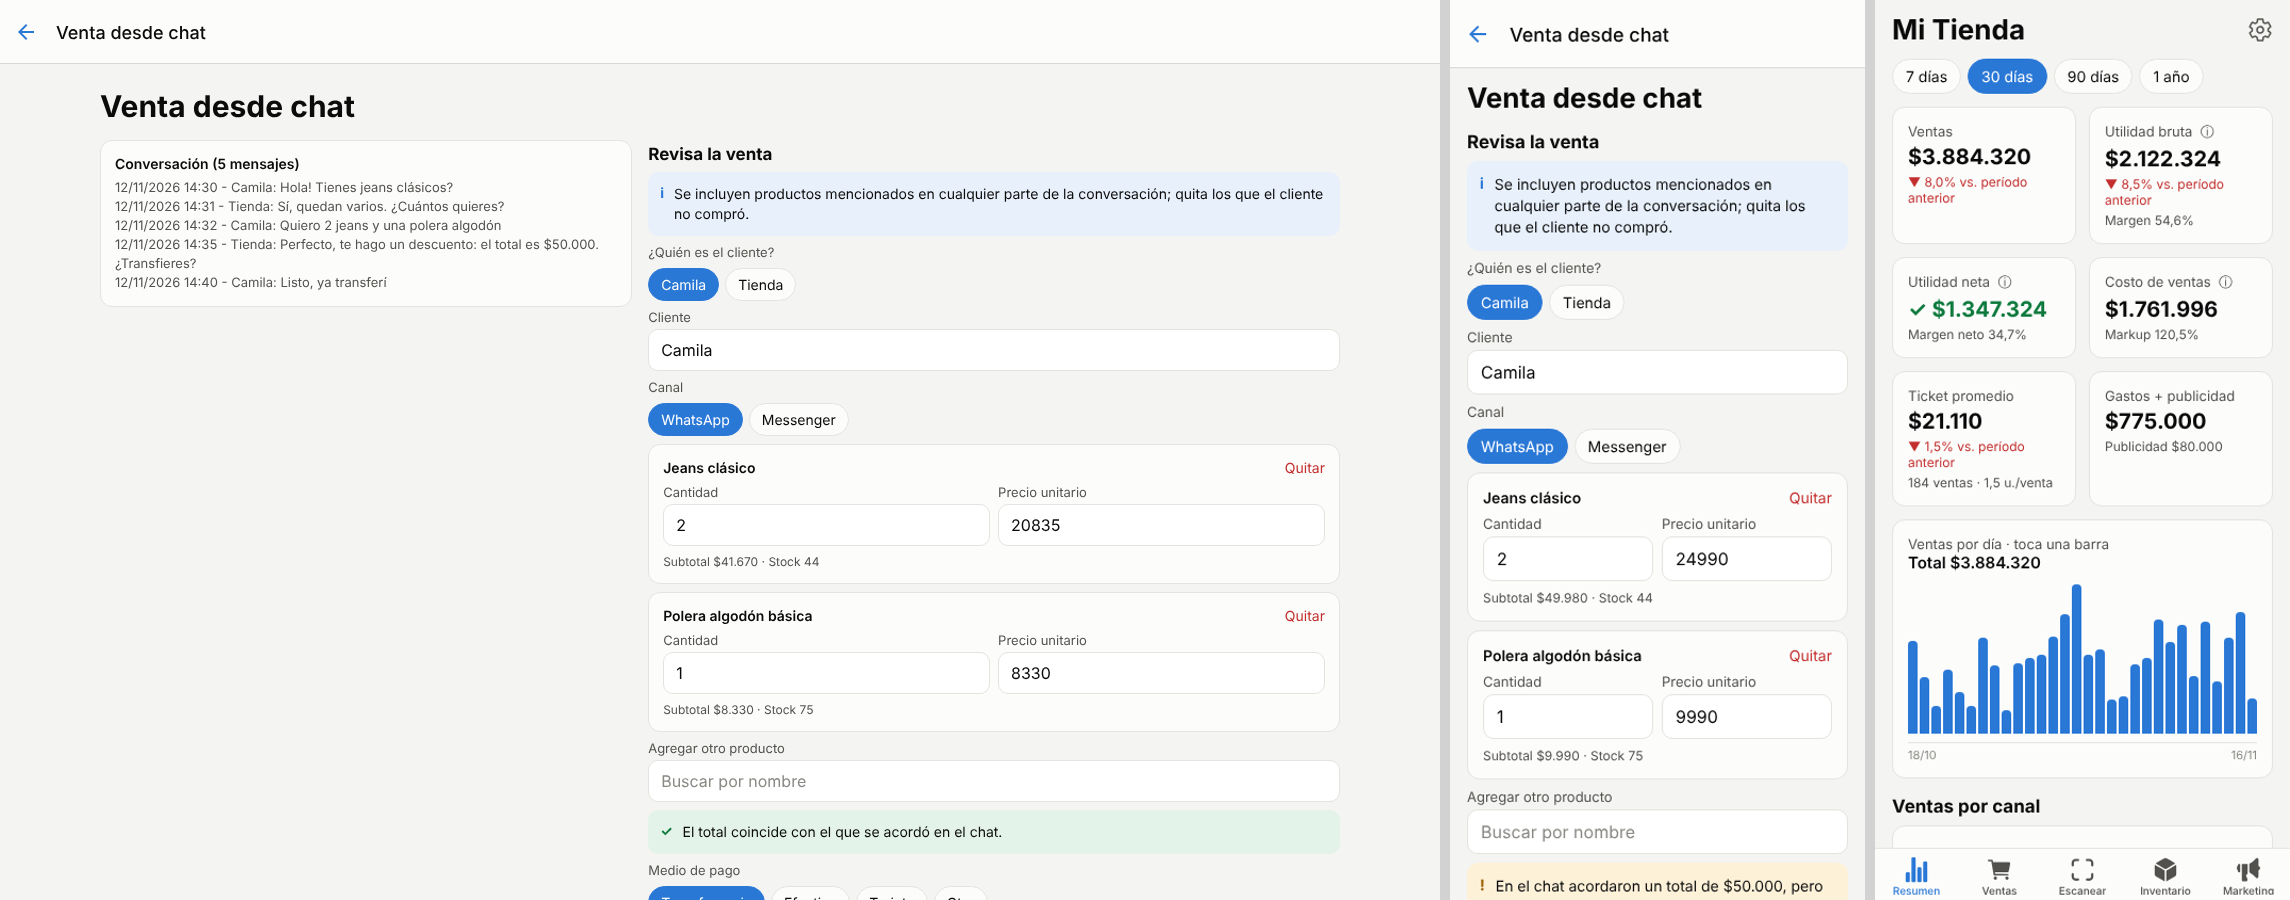 Venta desde chat
Venta desde chat
Conversación (5 mensajes)
12/11/2026 14:30 - Camila: Hola! Tienes jeans clásicos?
12/11/2026 14:31 - Tienda: Sí, quedan varios. ¿Cuántos quieres?
12/11/2026 14:32 - Camila: Quiero 2 jeans y una polera algodón
12/11/2026 14:35 - Tienda: Perfecto, te hago un descuento: el total es $50.000.
¿Transfieres?
12/11/2026 14:40 - Camila: Listo, ya transferí
Revisa la venta
Se incluyen productos mencionados en cualquier parte de la conversación; quita los que el cliente
no compró.
¿Quién es el cliente?
Camila Tienda
Cliente
Camila
Canal
WhatsApp Messenger
Jeans clásico Quitar
Cantidad Precio unitario
2 20835
Subtotal $41.670 · Stock 44
Polera algodón básica Quitar
Cantidad Precio unitario
1 8330
Subtotal $8.330 · Stock 75
Agregar otro producto
Buscar por nombre
El total coincide con el que se acordó en el chat.
Medio de pago
Venta desde chat
Venta desde chat
Revisa la venta
Se incluyen productos mencionados en
cualquier parte de la conversación; quita los
que el cliente no compró.
¿Quién es el cliente?
Camila Tienda
Cliente
Camila
Canal
WhatsApp Messenger
Jeans clásico Quitar
Cantidad Precio unitario
2 24990
Subtotal $49.980 · Stock 44
Polera algodón básica Quitar
Cantidad Precio unitario
1 9990
Subtotal $9.990 · Stock 75
Agregar otro producto
Buscar por nombre
! En el chat acordaron un total de $50.000, pero
Mi Tienda
7 días 30 días 90 días 1 año
Ventas
$3.884.320
▼ 8,0% vs. período
anterior
Utilidad bruta ⓘ
$2.122.324
▼ 8,5% vs. período
anterior
Margen 54,6%
Utilidad neta ⓘ
✓ $1.347.324
Margen neto 34,7%
Costo de ventas ⓘ
$1.761.996
Markup 120,5%
Ticket promedio
$21.110
▼ 1,5% vs. período
anterior
184 ventas · 1,5 u./venta
Gastos + publicidad
$775.000
Publicidad $80.000
Ventas por día · toca una barra
Total $3.884.320
18/10 16/11
Ventas por canal
Resumen Ventas Escanear Inventario Marketing